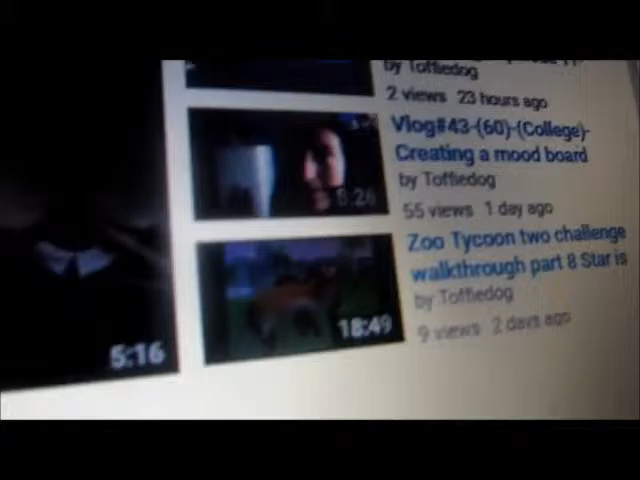 by Toffiedog
2 views 23 hours ago
Vlog#43-(60)-(College)-
Creating a mood board
by Toffiedog
8:26
55 views 1 day ago
Zoo Tycoon two challenge
walkthrough part 8 Star is
by Toffiedog
18:49
9 views 2 days ago
5:16